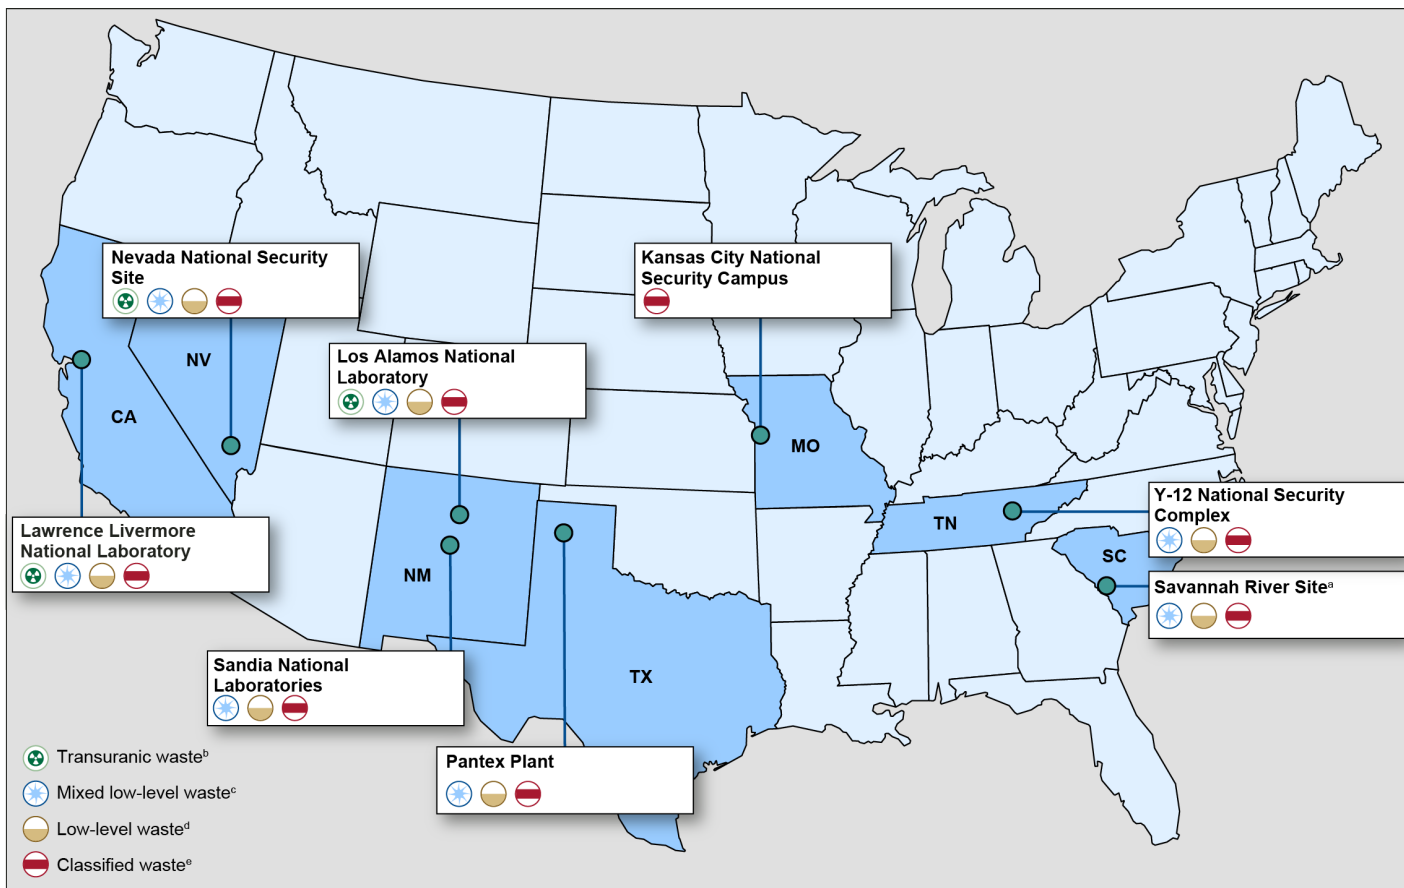 Nevada National Security
Site
Kansas City National
Security Campus
Los Alamos National
Laboratory
NV
CA
MO
Lawrence Livermore
National Laboratory
Y-12 National Security
Complex
TN
SC
NM
Savannah River Siteᵃ
Sandia National
Laboratories
TX
Pantex Plant
Transuranic wasteᵇ
Mixed low-level wasteᶜ
Low-level wasteᵈ
Classified wasteᵉ